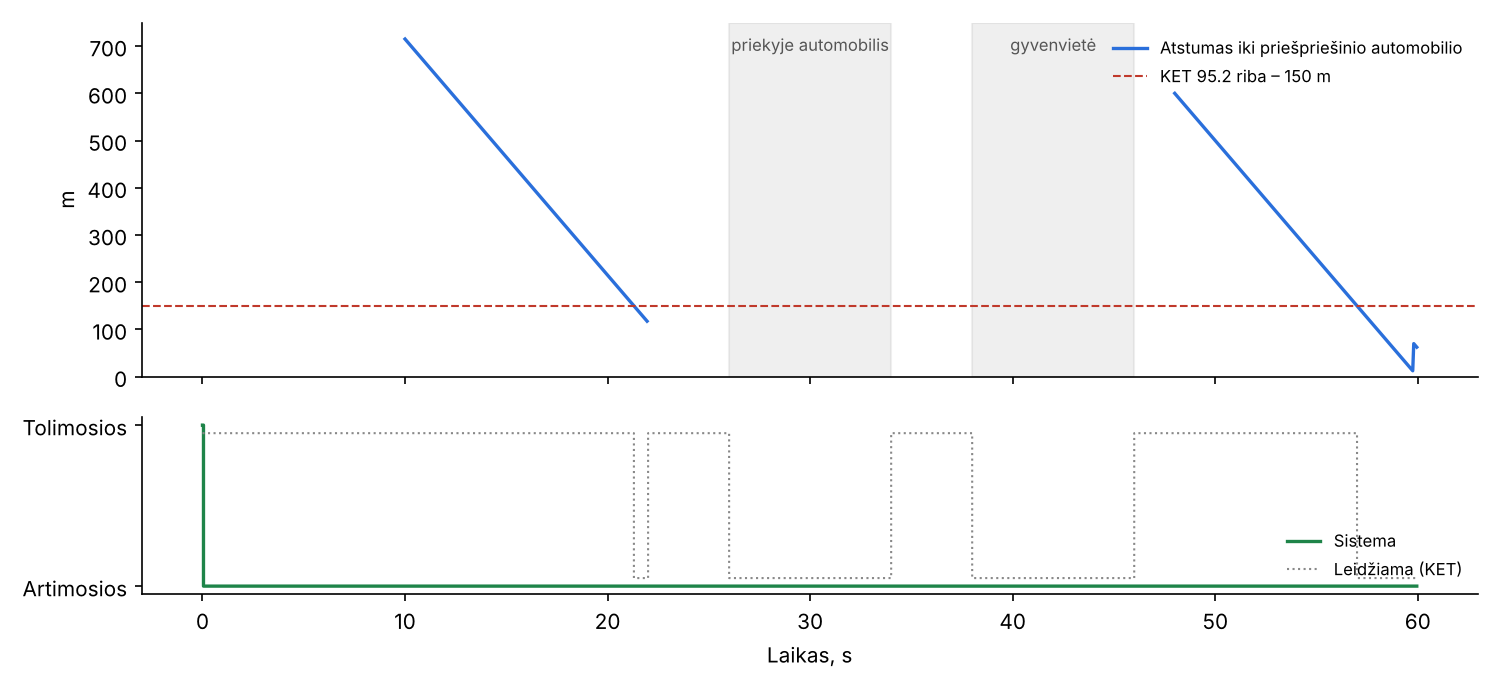 700
600
500
400
300
200
100
0
m
priekyje automobilis
gyvenvietė
Atstumas iki priešpriešinio automobilio
KET 95.2 riba – 150 m
Tolimosios
Artimosios
Sistema
Leidžiama (KET)
0 10 20 30 40 50 60
Laikas, s